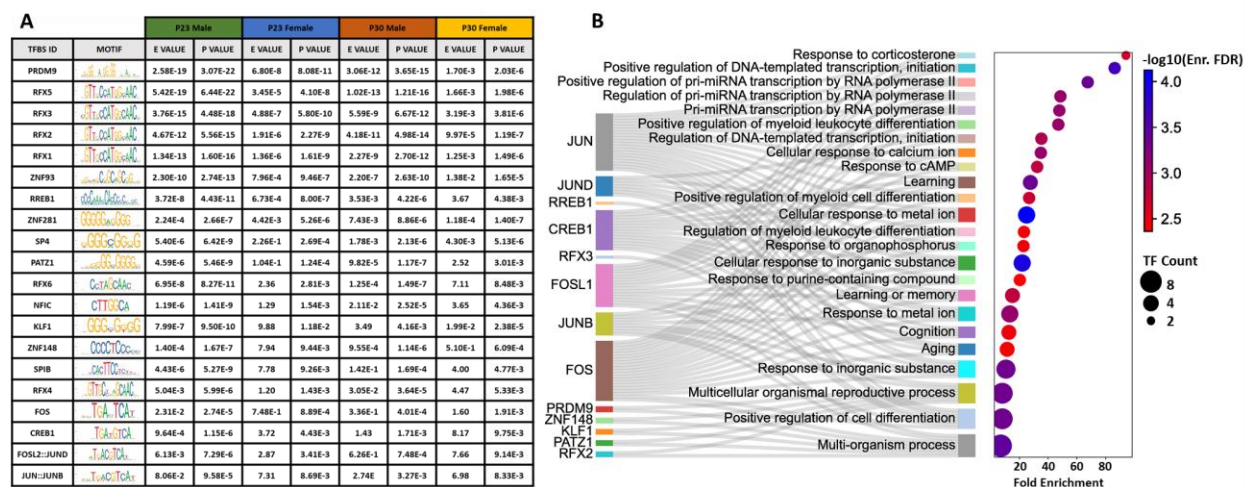 A
P23 Male P23 Female P30 Male P30 Female
TFBS ID MOTIF E VALUE P VALUE E VALUE P VALUE E VALUE P VALUE E VALUE P VALUE
PRDM9 2.58E-19 3.07E-22 6.80E-8 8.08E-11 3.06E-12 3.65E-15 1.70E-3 2.03E-6
RFX5 5.42E-19 6.44E-22 3.45E-5 4.10E-8 1.02E-13 1.21E-16 1.66E-3 1.98E-6
RFX3 3.76E-15 4.48E-18 4.88E-7 5.80E-10 5.59E-9 6.67E-12 3.19E-3 3.81E-6
RFX2 4.67E-12 5.56E-15 1.91E-6 2.27E-9 4.18E-11 4.98E-14 9.97E-5 1.19E-7
RFX1 1.34E-13 1.60E-16 1.36E-6 1.61E-9 2.27E-9 2.70E-12 1.25E-3 1.49E-6
ZNF93 2.30E-10 2.74E-13 7.96E-4 9.46E-7 2.20E-7 2.63E-10 1.38E-2 1.65E-5
RREB1 3.72E-8 4.43E-11 6.73E-4 8.00E-7 3.53E-3 4.22E-6 3.67 4.38E-3
ZNF281 2.24E-4 2.66E-7 4.42E-3 5.26E-6 7.43E-3 8.86E-6 1.18E-4 1.40E-7
SP4 5.40E-6 6.42E-9 2.26E-1 2.69E-4 1.78E-3 2.13E-6 4.30E-3 5.13E-6
PATZ1 4.59E-6 5.46E-9 1.04E-1 1.24E-4 9.82E-5 1.17E-7 2.52 3.01E-3
RFX6 6.95E-8 8.27E-11 2.36 2.81E-3 1.25E-4 1.49E-7 7.11 8.48E-3
NFIC CTTGGCA 1.19E-6 1.41E-9 1.29 1.54E-3 2.11E-2 2.52E-5 3.65 4.36E-3
KLF1 7.99E-7 9.50E-10 9.88 1.18E-2 3.49 4.16E-3 1.99E-2 2.38E-5
ZNF148 1.40E-4 1.67E-7 7.94 9.44E-3 9.55E-4 1.14E-6 5.10E-1 6.09E-4
SPIB 4.43E-6 5.27E-9 7.78 9.26E-3 1.42E-1 1.69E-4 4.00 4.77E-3
RFX4 5.04E-3 5.99E-6 1.20 1.43E-3 3.05E-2 3.64E-5 4.47 5.33E-3
FOS 2.31E-2 2.74E-5 7.48E-1 8.89E-4 3.36E-1 4.01E-4 1.60 1.91E-3
CREB1 9.64E-4 1.15E-6 3.72 4.43E-3 1.43 1.71E-3 8.17 9.75E-3
FOSL2::JUND 6.13E-3 7.29E-6 2.87 3.41E-3 6.26E-1 7.48E-4 7.66 9.14E-3
JUN::JUNB 8.06E-2 9.58E-5 7.31 8.69E-3 2.74E 3.27E-3 6.98 8.33E-3
B
JUN
JUND
RREB1
CREB1
RFX3
FOSL1
JUNB
FOS
PRDM9
ZNF148
KLF1
PATZ1
RFX2
Response to corticosterone
Positive regulation of DNA-templated transcription, initiation
Positive regulation of pri-miRNA transcription by RNA polymerase II
Regulation of pri-miRNA transcription by RNA polymerase II
Pri-miRNA transcription by RNA polymerase II
Positive regulation of myeloid leukocyte differentiation
Regulation of DNA-templated transcription, initiation
Cellular response to calcium ion
Response to cAMP
Learning
Positive regulation of myeloid cell differentiation
Cellular response to metal ion
Regulation of myeloid leukocyte differentiation
Response to organophosphorus
Cellular response to inorganic substance
Response to purine-containing compound
Learning or memory
Response to metal ion
Cognition
Aging
Response to inorganic substance
Multicellular organismal reproductive process
Positive regulation of cell differentiation
Multi-organism process
20 40 60 80
Fold Enrichment
-log10(Enr. FDR)
4.0
3.5
3.0
2.5
TF Count
8
4
2